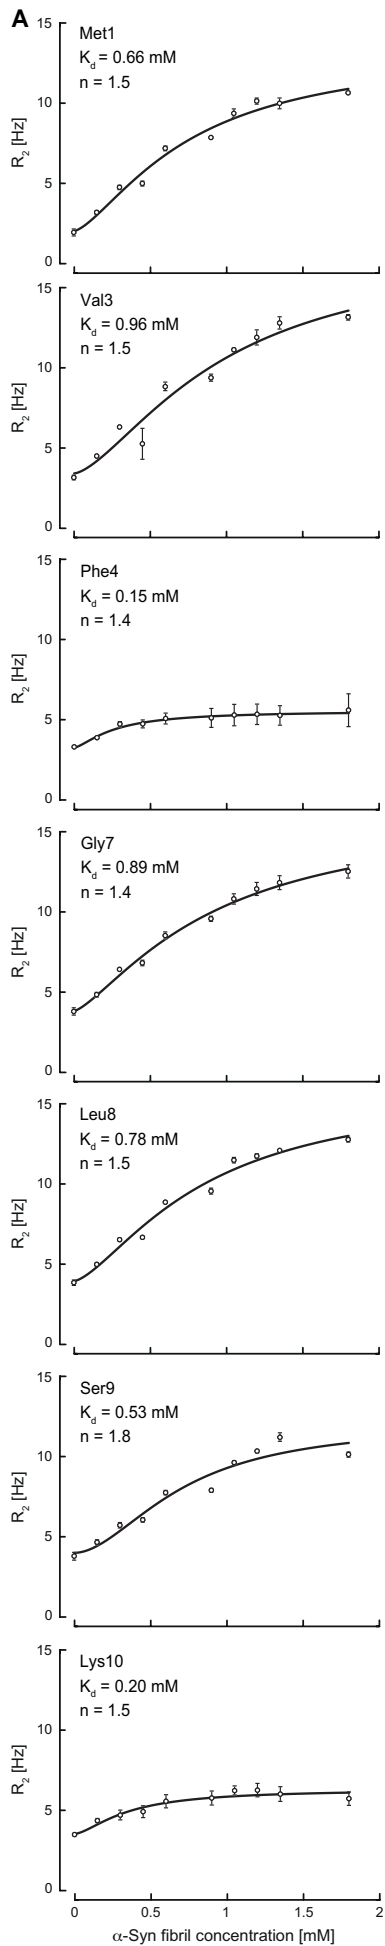 A
Met1
K_d = 0.66 mM
n = 1.5
15
10
5
0
R_2 [Hz]
Val3
K_d = 0.96 mM
n = 1.5
15
10
5
0
R_2 [Hz]
Phe4
K_d = 0.15 mM
n = 1.4
15
10
5
0
R_2 [Hz]
Gly7
K_d = 0.89 mM
n = 1.4
15
10
5
0
R_2 [Hz]
Leu8
K_d = 0.78 mM
n = 1.5
15
10
5
0
R_2 [Hz]
Ser9
K_d = 0.53 mM
n = 1.8
15
10
5
0
R_2 [Hz]
Lys10
K_d = 0.20 mM
n = 1.5
15
10
5
0
R_2 [Hz]
0 0.5 1 1.5 2
α-Syn fibril concentration [mM]